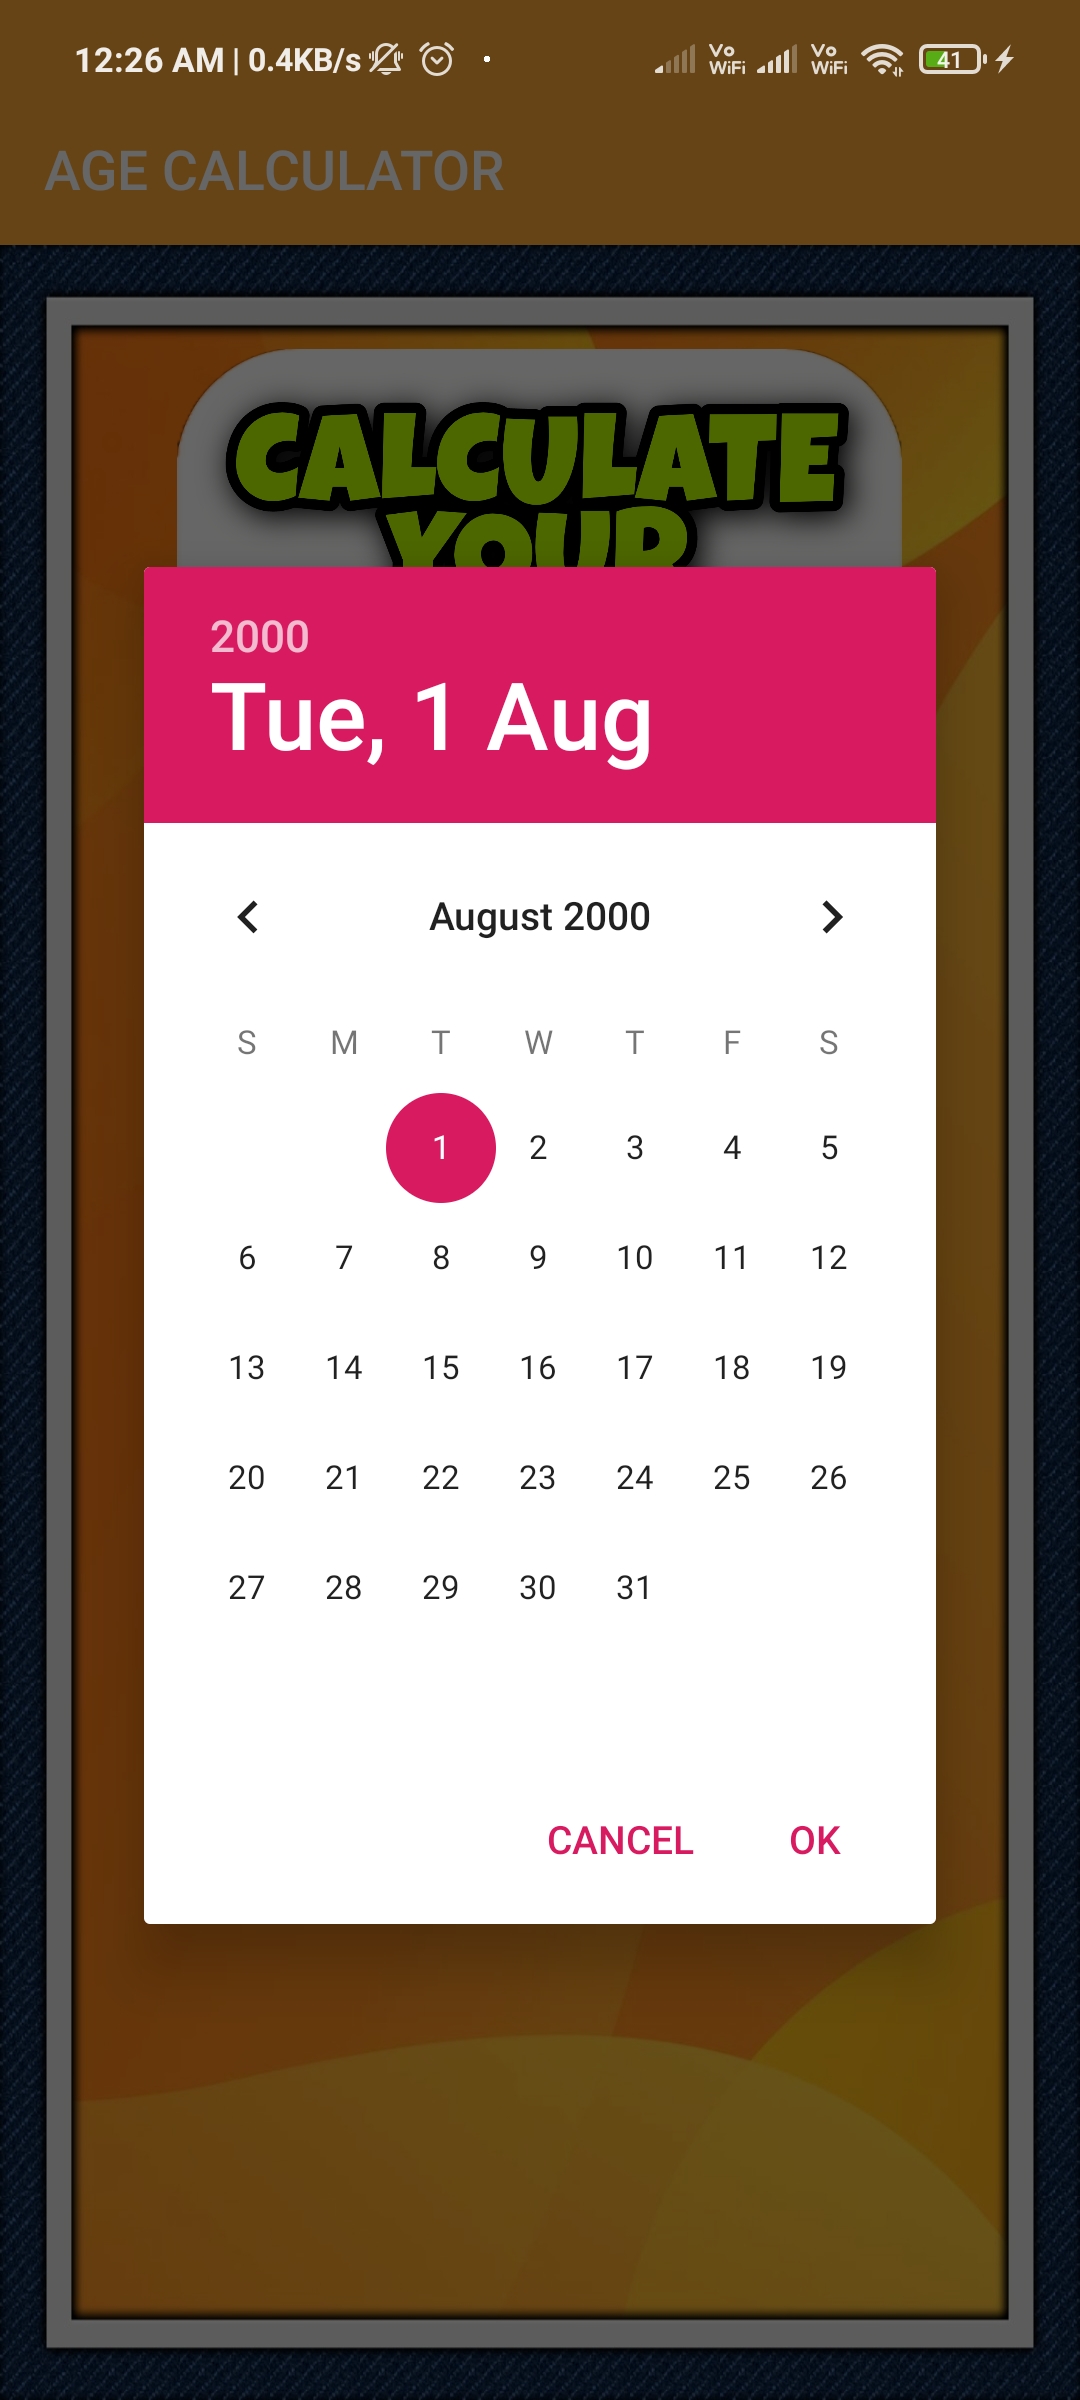 12:26 AM | 0.4KB/s
Vo WiFi Vo WiFi 41
AGE CALCULATOR
CALCULATE
YOUR
2000
Tue, 1 Aug
August 2000
S M T W T F S
1 2 3 4 5
6 7 8 9 10 11 12
13 14 15 16 17 18 19
20 21 22 23 24 25 26
27 28 29 30 31
CANCEL OK